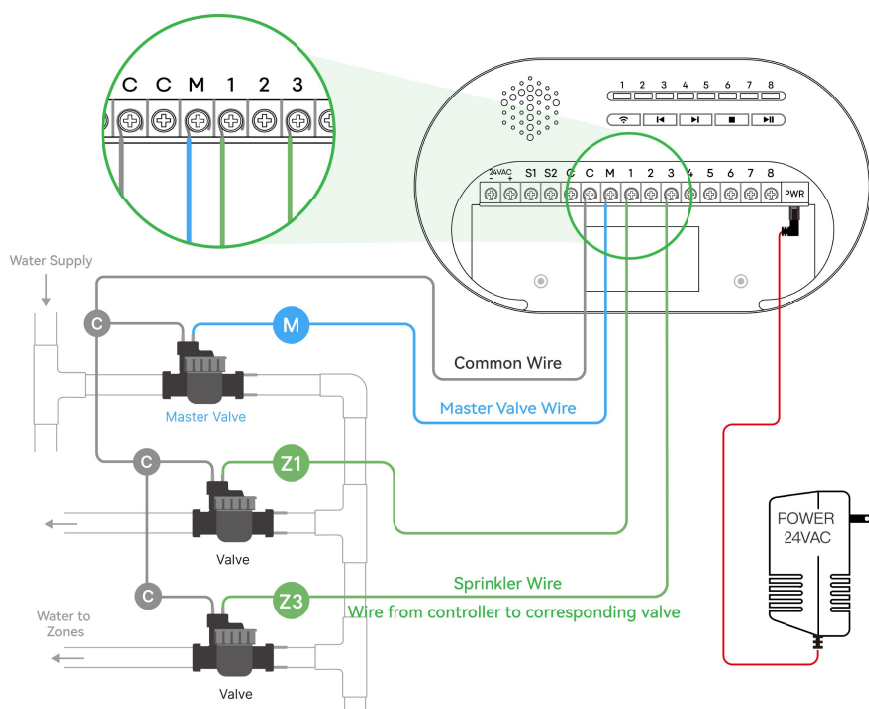 C C M 1 2 3
1 2 3 4 5 6 7 8
24VAC
- +
S1 S2 C C M 1 2 3 4 5 6 7 8
PWR
Water Supply
C
M
Common Wire
Master Valve Wire
Master Valve
C
Z1
Valve
C
Z3
Sprinkler Wire
Wire from controller to corresponding valve
Water to
Zones
Valve
POWER
24VAC